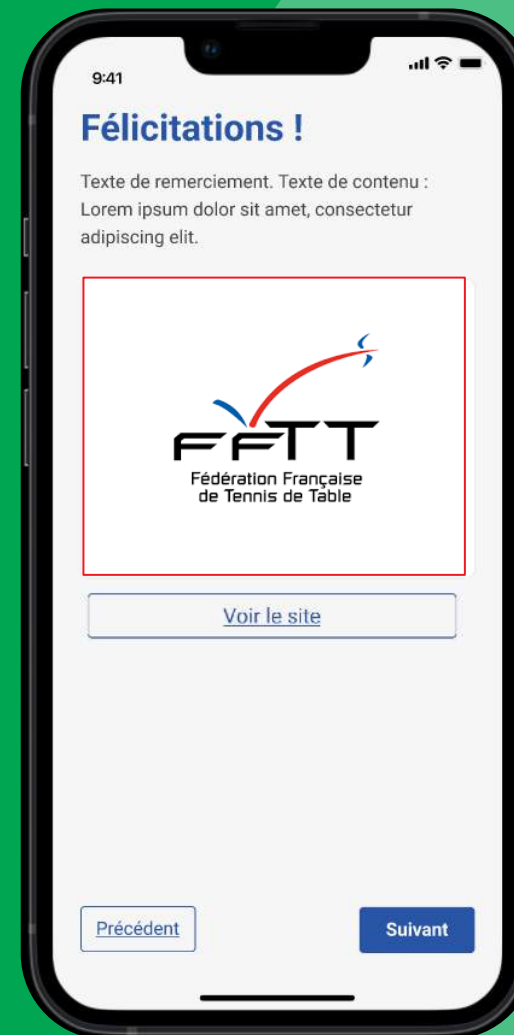 9:41
Félicitations !
Texte de remerciement. Texte de contenu :
Lorem ipsum dolor sit amet, consectetur
adipiscing elit.
FFTT
Fédération Française
de Tennis de Table
Voir le site
Précédent
Suivant